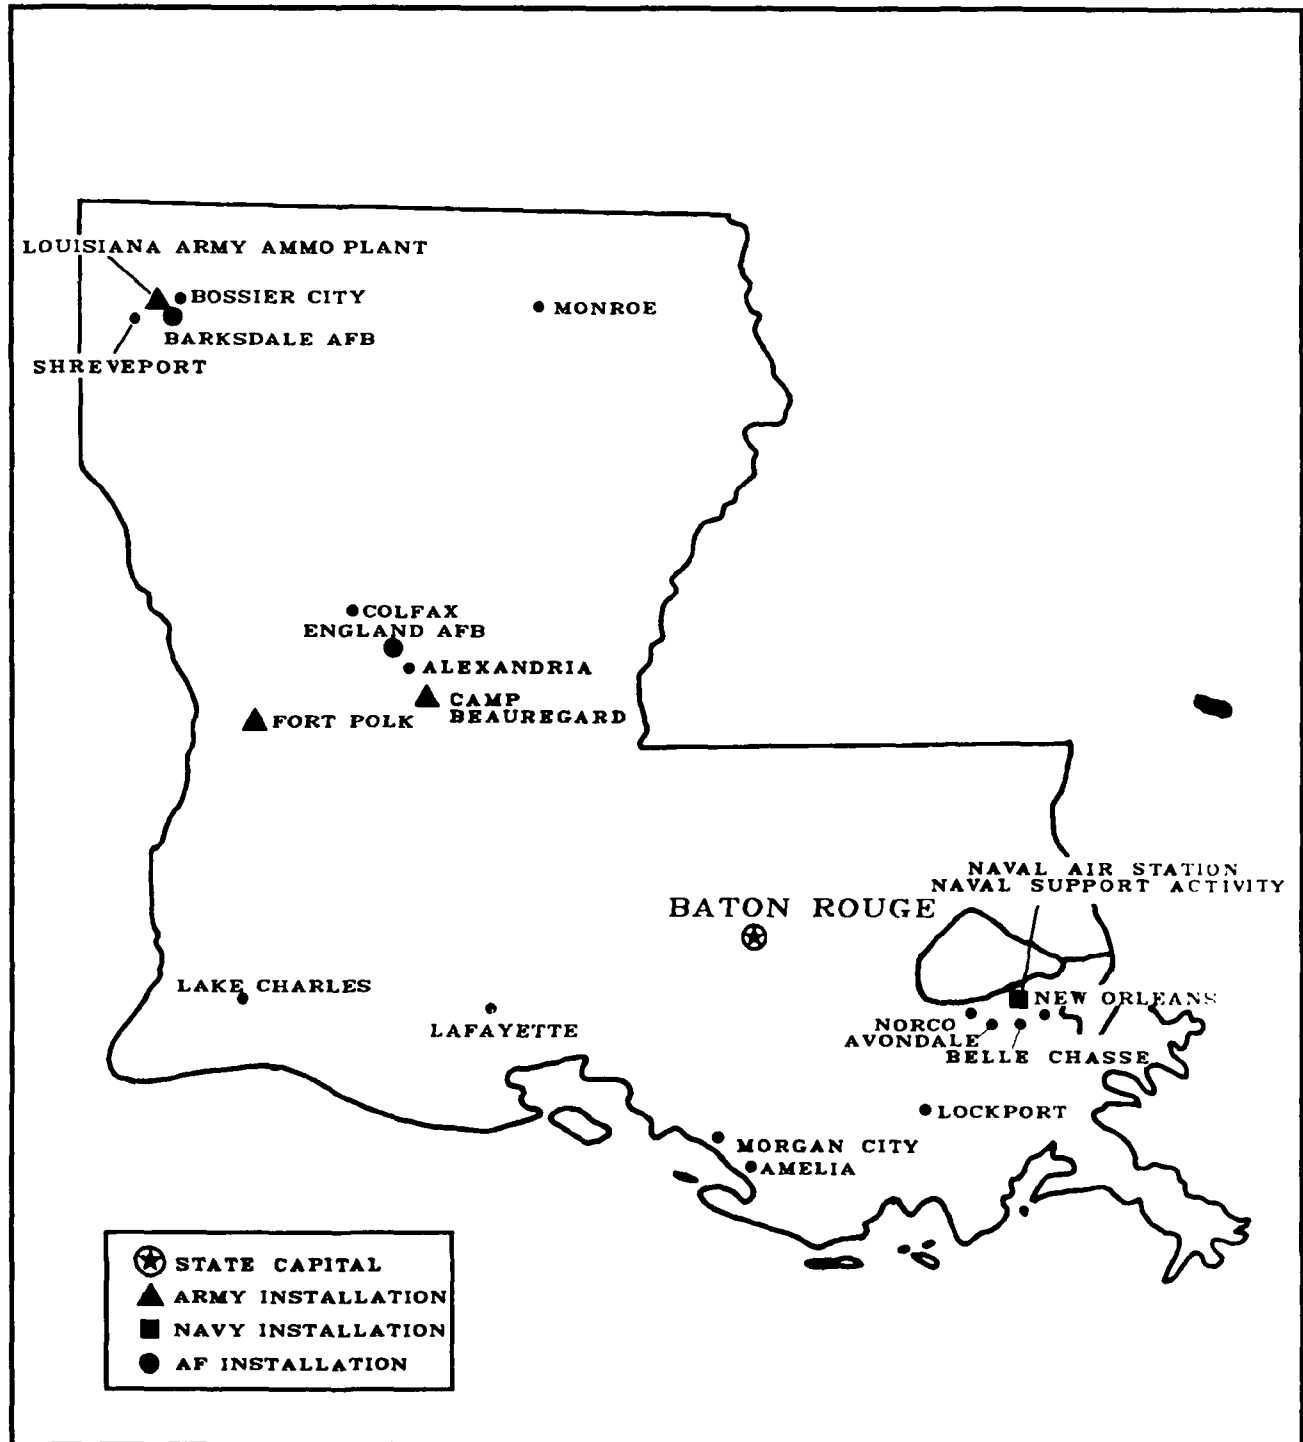 LOUISIANA ARMY AMMO PLANT
BOSSIER CITY
MONROE
BARKSDALE AFB
SHREVEPORT
COLFAX
ENGLAND AFB
ALEXANDRIA
CAMP
BEAUREGARD
FORT POLK
NAVAL AIR STATION
NAVAL SUPPORT ACTIVITY
BATON ROUGE
LAKE CHARLES
NEW ORLEANS
LAFAYETTE
NORCO
AVONDALE
BELLE CHASSE
LOCKPORT
MORGAN CITY
AMELIA
STATE CAPITAL
ARMY INSTALLATION
NAVY INSTALLATION
AF INSTALLATION